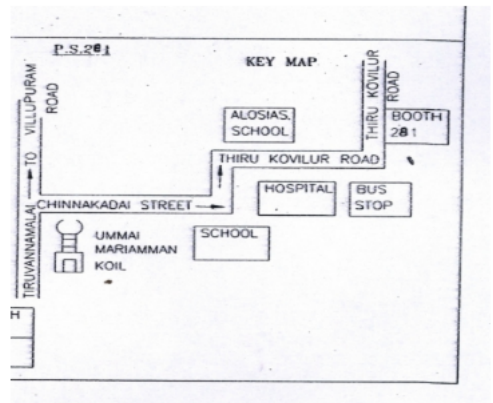 P.S.281
KEY MAP
TIRUVANNAMALAI → TO VILLUPURAM
ROAD
THIRU KOVILUR
ROAD
ALOSIAS.
SCHOOL
BOOTH
281
THIRU KOVILUR ROAD
CHINNAKADAI STREET
HOSPITAL
BUS
STOP
UMMAI
MARIAMMAN
KOIL
SCHOOL
H